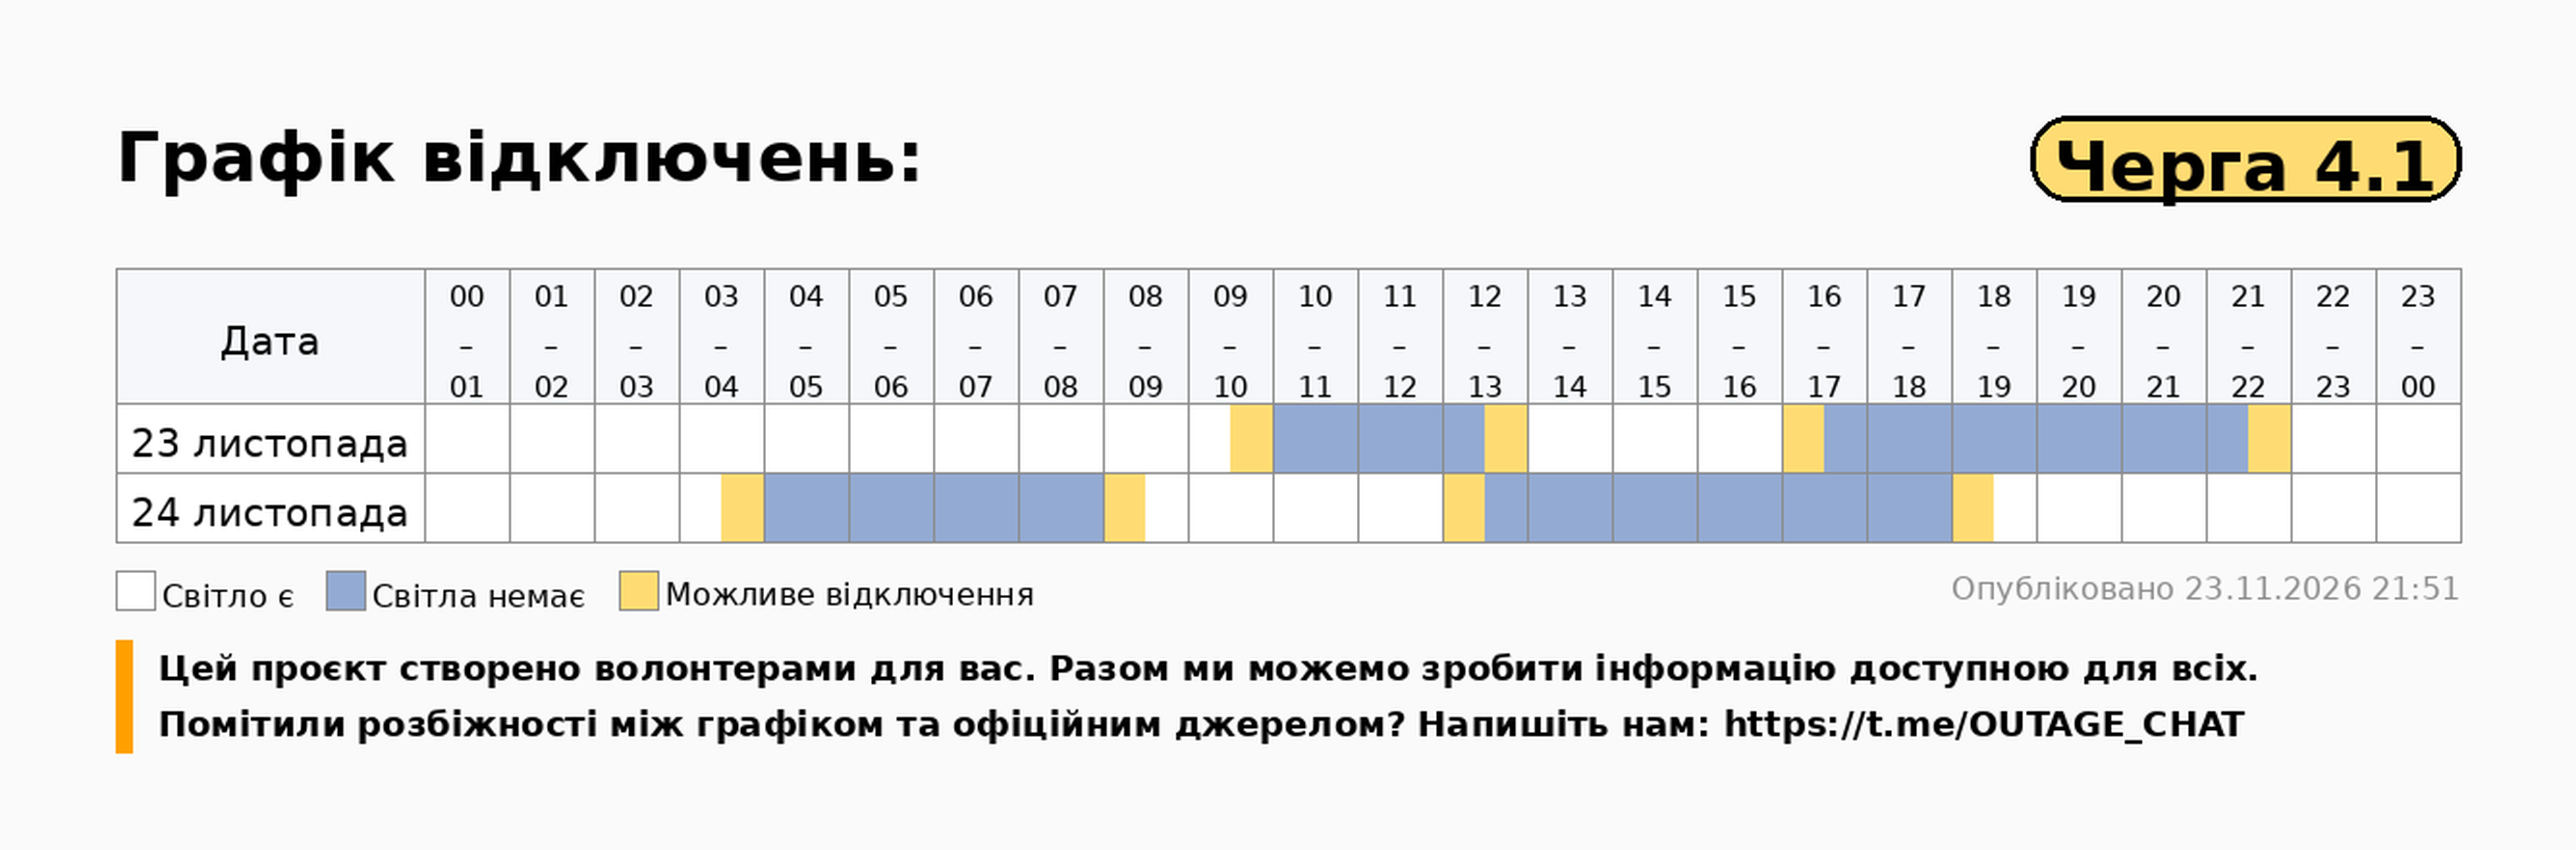 Графік відключень:
Черга 4.1
Дата
00 – 01
01 – 02
02 – 03
03 – 04
04 – 05
05 – 06
06 – 07
07 – 08
08 – 09
09 – 10
10 – 11
11 – 12
12 – 13
13 – 14
14 – 15
15 – 16
16 – 17
17 – 18
18 – 19
19 – 20
20 – 21
21 – 22
22 – 23
23 – 00
23 листопада
24 листопада
Світло є
Світла немає
Можливе відключення
Опубліковано 23.11.2026 21:51
Цей проєкт створено волонтерами для вас. Разом ми можемо зробити інформацію доступною для всіх.
Помітили розбіжності між графіком та офіційним джерелом? Напишіть нам: https://t.me/OUTAGE_CHAT